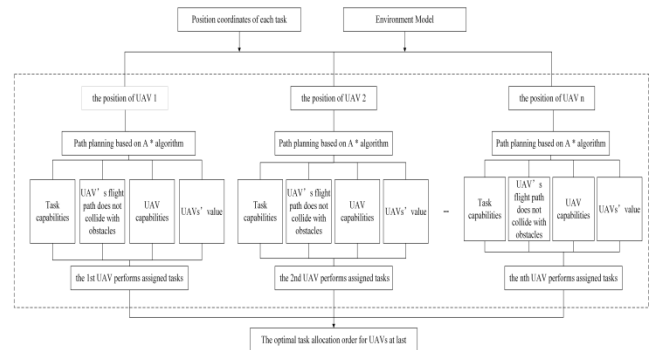 Position coordinates of each task
Environment Model
the position of UAV 1
the position of UAV 2
the position of UAV n
Path planning based on A * algorithm
Path planning based on A * algorithm
Path planning based on A * algorithm
Task
capabilities
UAV' s flight
path does not
collide with
obstacles
UAV
capabilities
UAVs' value
Task
capabilities
UAV' s flight
path does not
collide with
obstacles
UAV
capabilities
UAVs' value
...
Task
capabilities
UAV' s flight
path does not
collide with
obstacles
UAV
capabilities
UAVs' value
the 1st UAV performs assigned tasks
the 2nd UAV performs assigned tasks
the nth UAV performs assigned tasks
The optimal task allocation order for UAVs at last